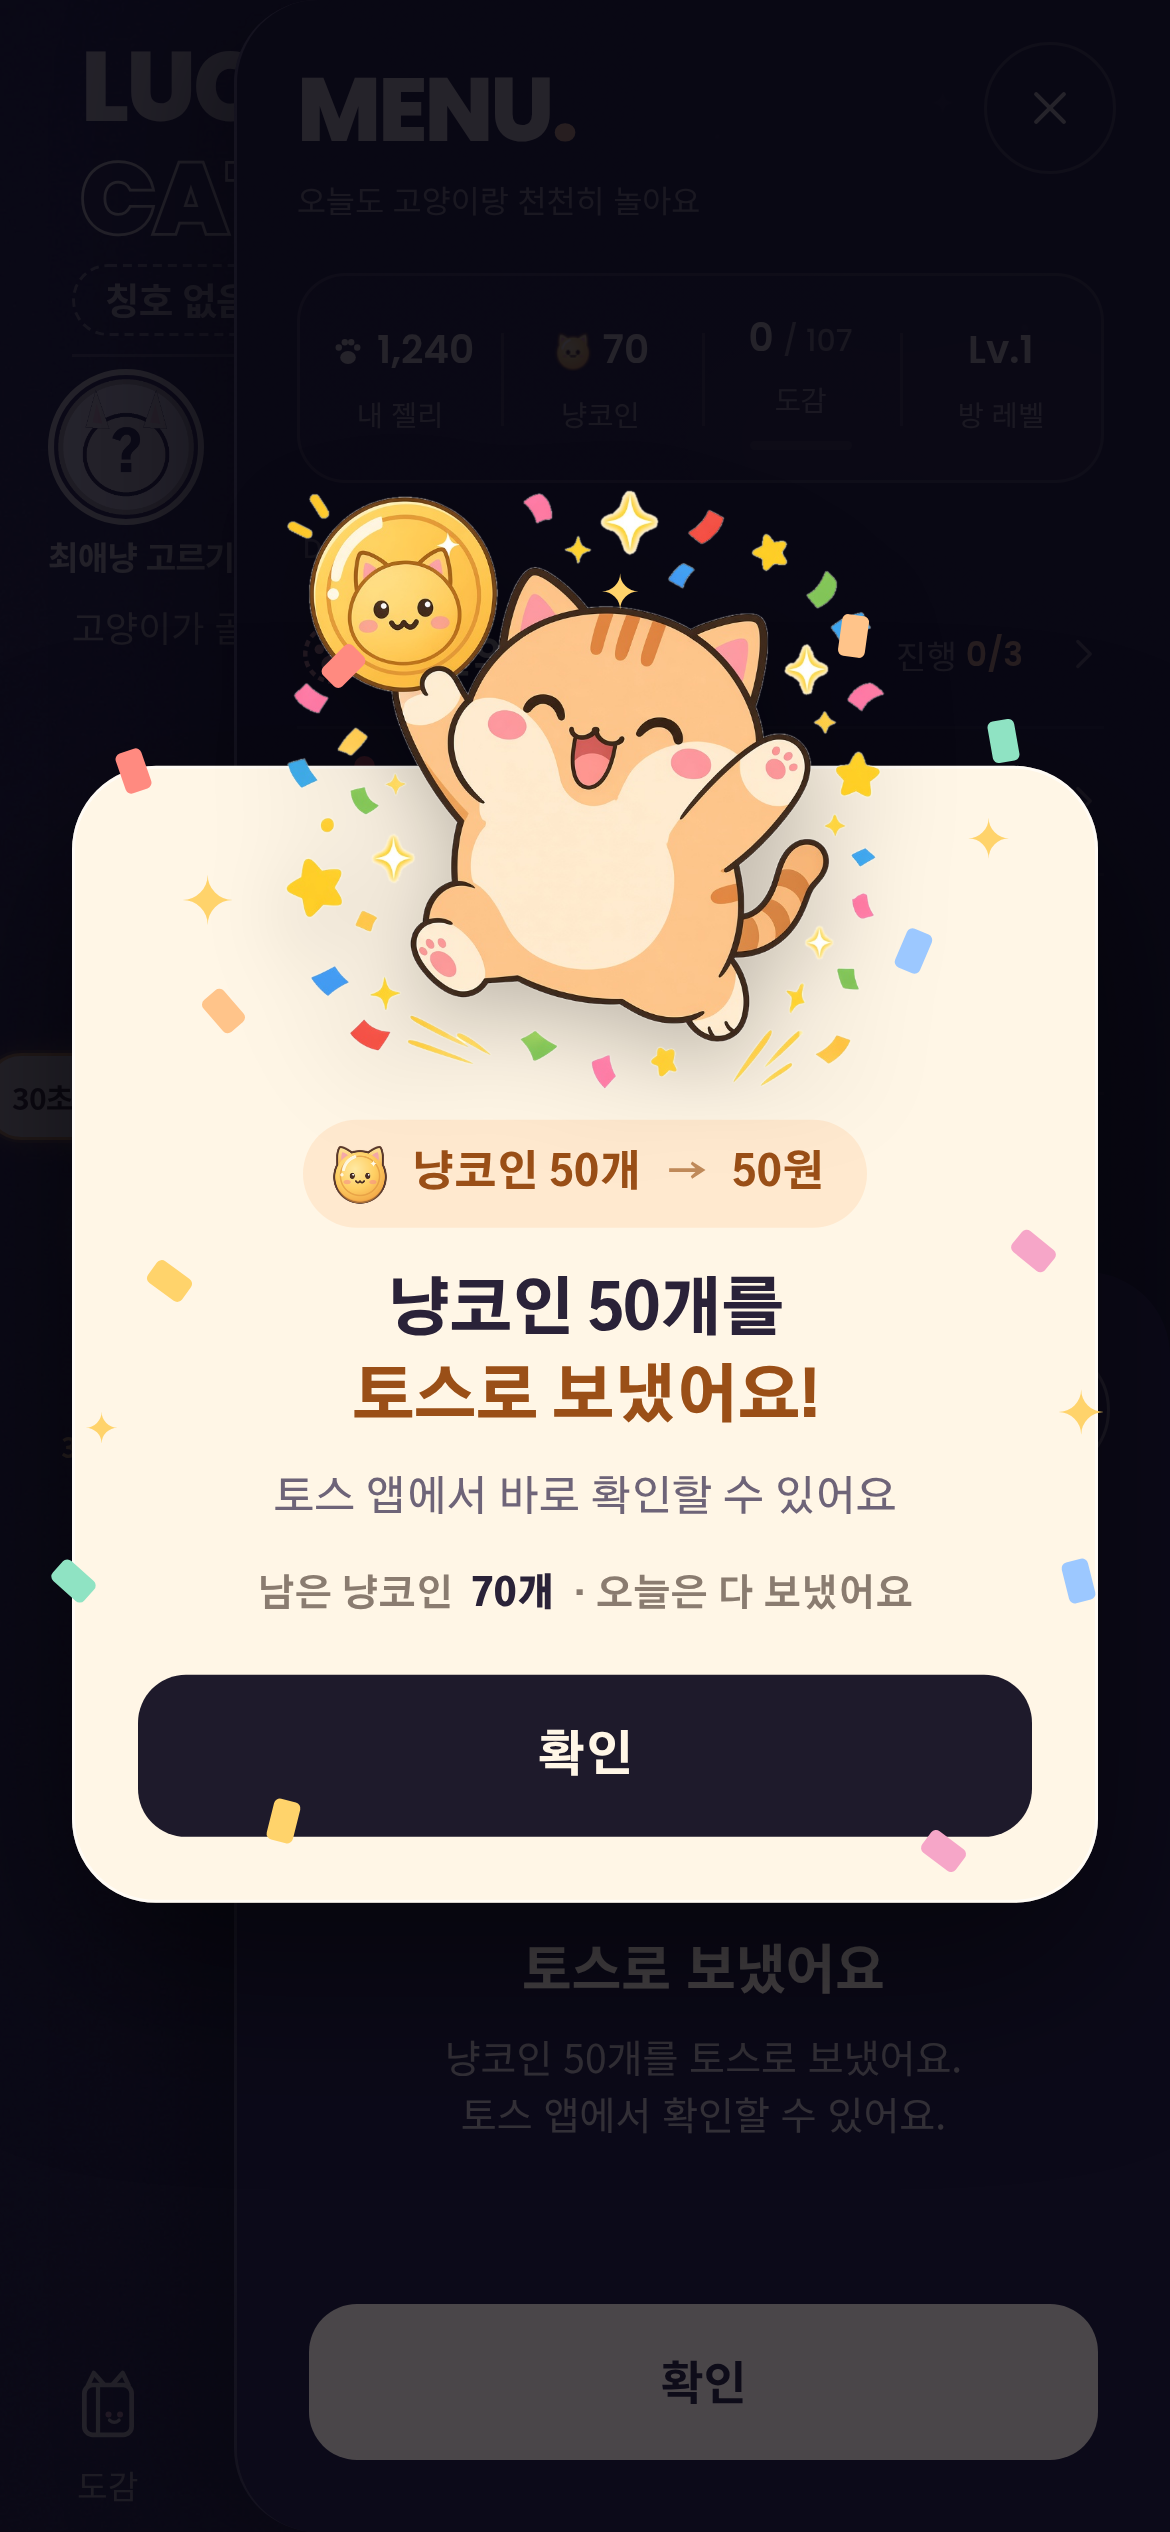 LUC
CAT
칭호 없음
?
최애냥 고르기
고양이가 골
MENU.
오늘도 고양이랑 천천히 놀아요
1,240
내 젤리
70
냥코인
0 / 107
도감
Lv.1
방 레벨
진행 0/3
30초
냥코인 50개 → 50원
냥코인 50개를
토스로 보냈어요!
토스 앱에서 바로 확인할 수 있어요
남은 냥코인 70개 · 오늘은 다 보냈어요
확인
토스로 보냈어요
냥코인 50개를 토스로 보냈어요.
토스 앱에서 확인할 수 있어요.
확인
도감